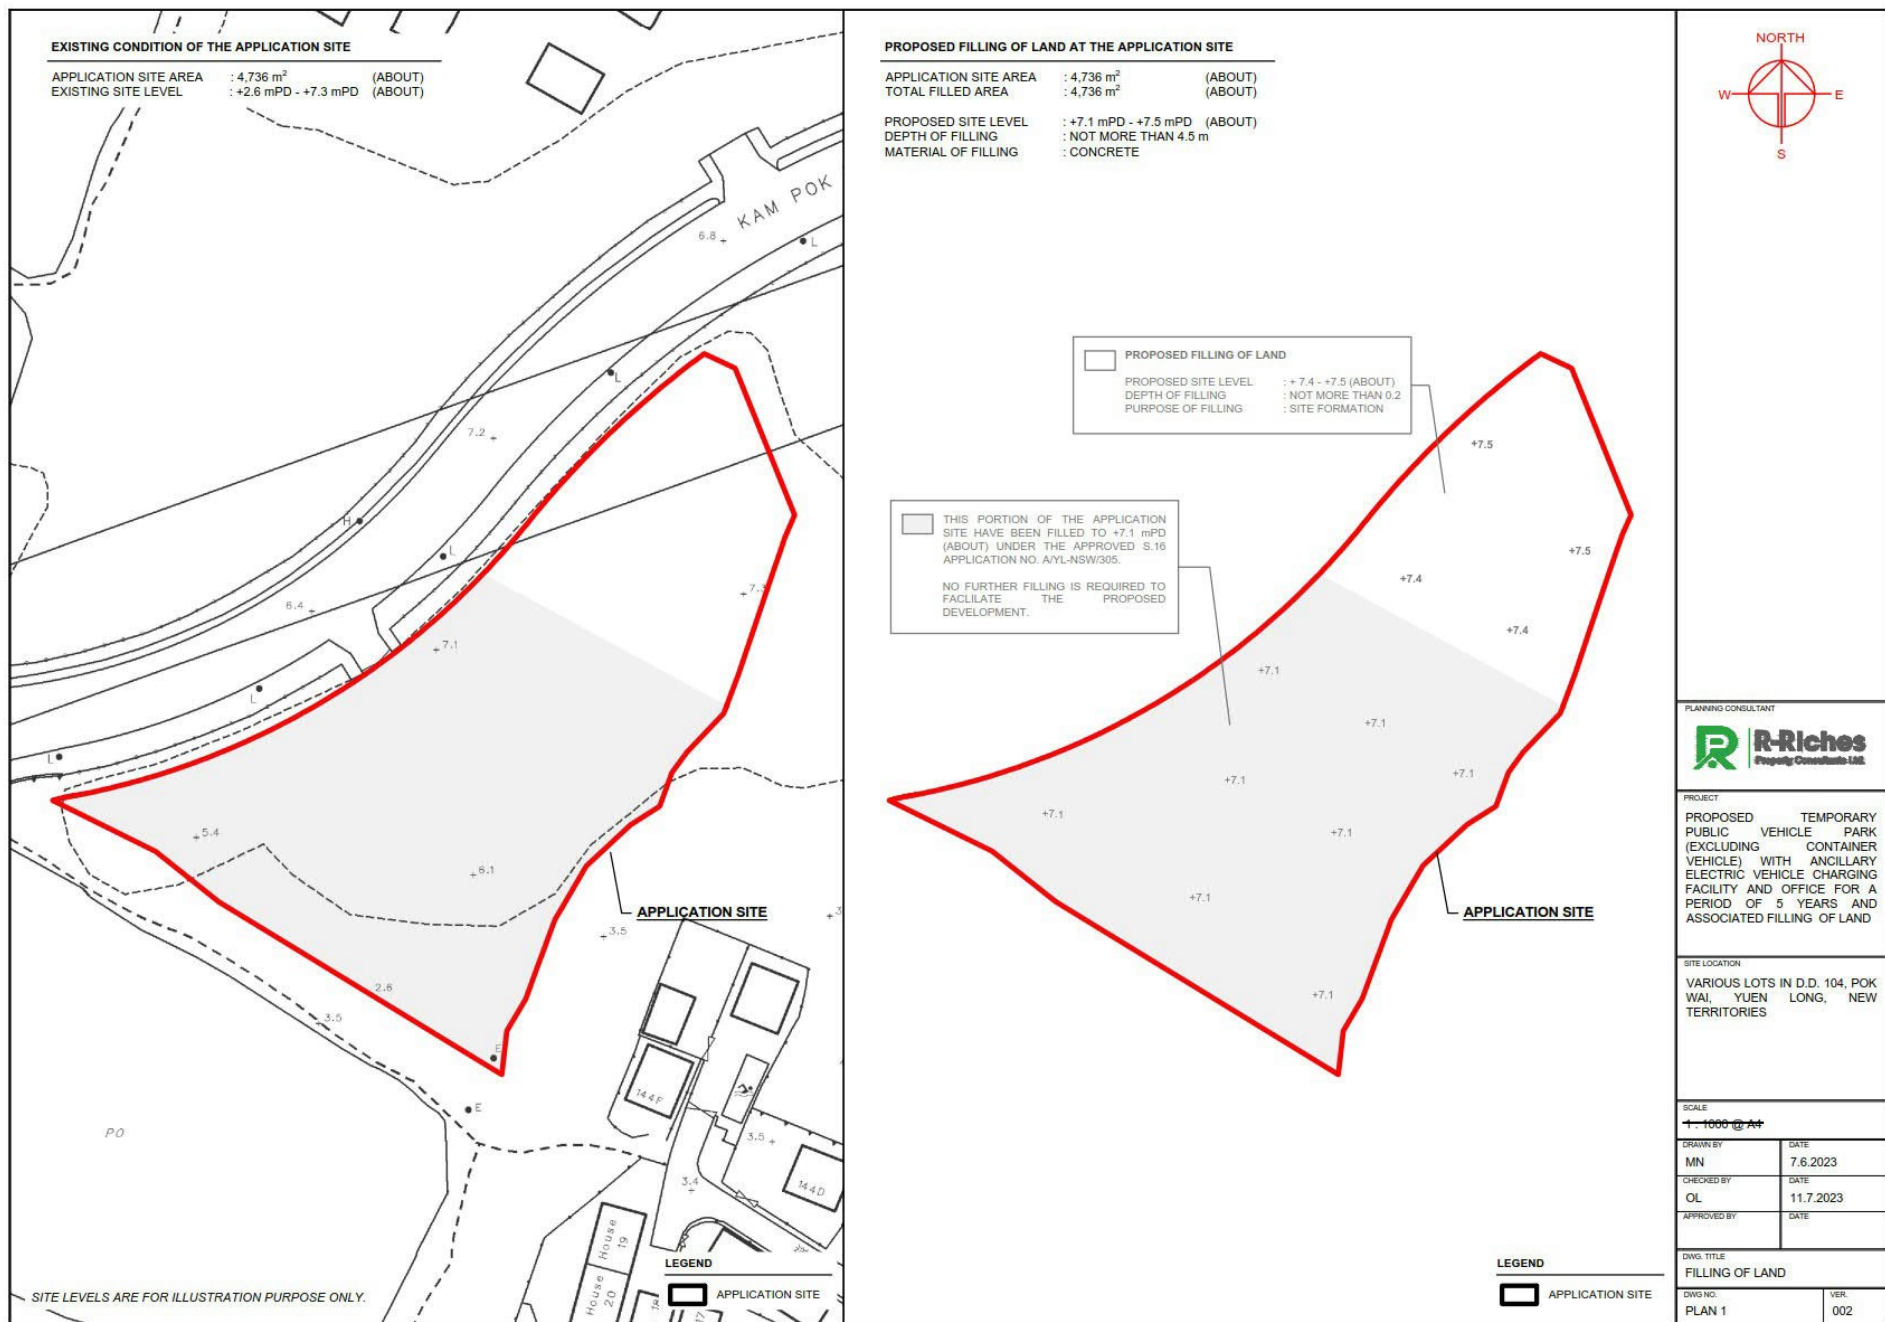 EXISTING CONDITION OF THE APPLICATION SITE
APPLICATION SITE AREA : 4,736 m² (ABOUT)
EXISTING SITE LEVEL : +2.6 mPD - +7.3 mPD (ABOUT)
KAM POK
6.8
L
L
7.2
H
L
6.4
7.1
7.3
L
L
5.4
6.1
APPLICATION SITE
3.5
2.6
3.5
E
E
PO
144F
3.5
3.4
144D
House 19
House 20
17
SITE LEVELS ARE FOR ILLUSTRATION PURPOSE ONLY.
LEGEND
APPLICATION SITE
PROPOSED FILLING OF LAND AT THE APPLICATION SITE
APPLICATION SITE AREA : 4,736 m² (ABOUT)
TOTAL FILLED AREA : 4,736 m² (ABOUT)
PROPOSED SITE LEVEL : +7.1 mPD - +7.5 mPD (ABOUT)
DEPTH OF FILLING : NOT MORE THAN 4.5 m
MATERIAL OF FILLING : CONCRETE
PROPOSED FILLING OF LAND
PROPOSED SITE LEVEL : + 7.4 - +7.5 (ABOUT)
DEPTH OF FILLING : NOT MORE THAN 0.2
PURPOSE OF FILLING : SITE FORMATION
THIS PORTION OF THE APPLICATION
SITE HAVE BEEN FILLED TO +7.1 mPD
(ABOUT) UNDER THE APPROVED S.16
APPLICATION NO. A/YL-NSW/305.
NO FURTHER FILLING IS REQUIRED TO
FACLILATE THE PROPOSED
DEVELOPMENT.
+7.5
+7.5
+7.4
+7.4
+7.1
+7.1
+7.1
+7.1
+7.1
+7.1
+7.1
+7.1
APPLICATION SITE
LEGEND
APPLICATION SITE
NORTH
W
E
S
PLANNING CONSULTANT
R-Riches
Property Consultants Ltd.
PROJECT
PROPOSED TEMPORARY
PUBLIC VEHICLE PARK
(EXCLUDING CONTAINER
VEHICLE) WITH ANCILLARY
ELECTRIC VEHICLE CHARGING
FACILITY AND OFFICE FOR A
PERIOD OF 5 YEARS AND
ASSOCIATED FILLING OF LAND
SITE LOCATION
VARIOUS LOTS IN D.D. 104, POK
WAI, YUEN LONG, NEW
TERRITORIES
SCALE
1 : 1000 @ A4
DRAWN BY DATE
MN 7.6.2023
CHECKED BY DATE
OL 11.7.2023
APPROVED BY DATE
DWG. TITLE
FILLING OF LAND
DWG NO. VER.
PLAN 1 002